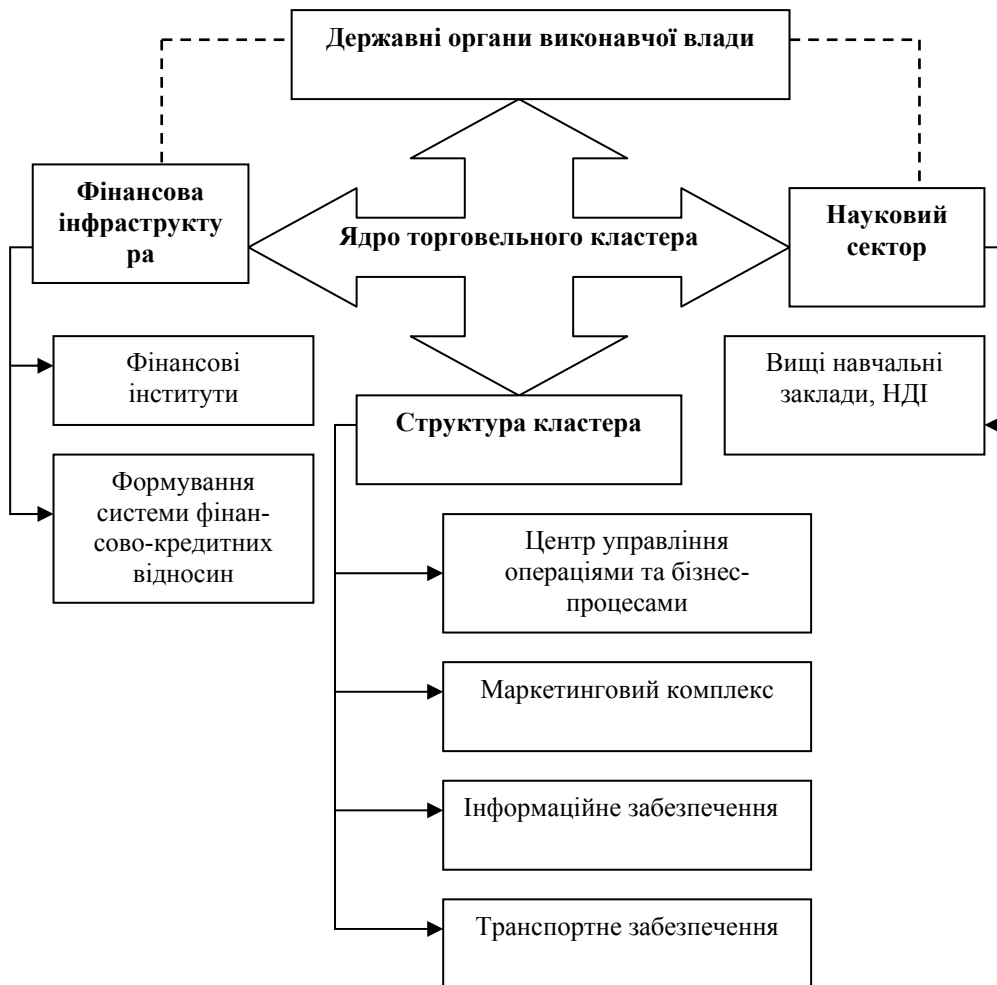 Державні органи виконавчої влади
Фінансова
інфраструкту
ра
Ядро торговельного кластера
Науковий
сектор
Фінансові
інститути
Вищі навчальні
заклади, НДІ
Структура кластера
Формування
системи фінан-
сово-кредитних
відносин
Центр управління
операціями та бізнес-
процесами
Маркетинговий комплекс
Інформаційне забезпечення
Транспортне забезпечення